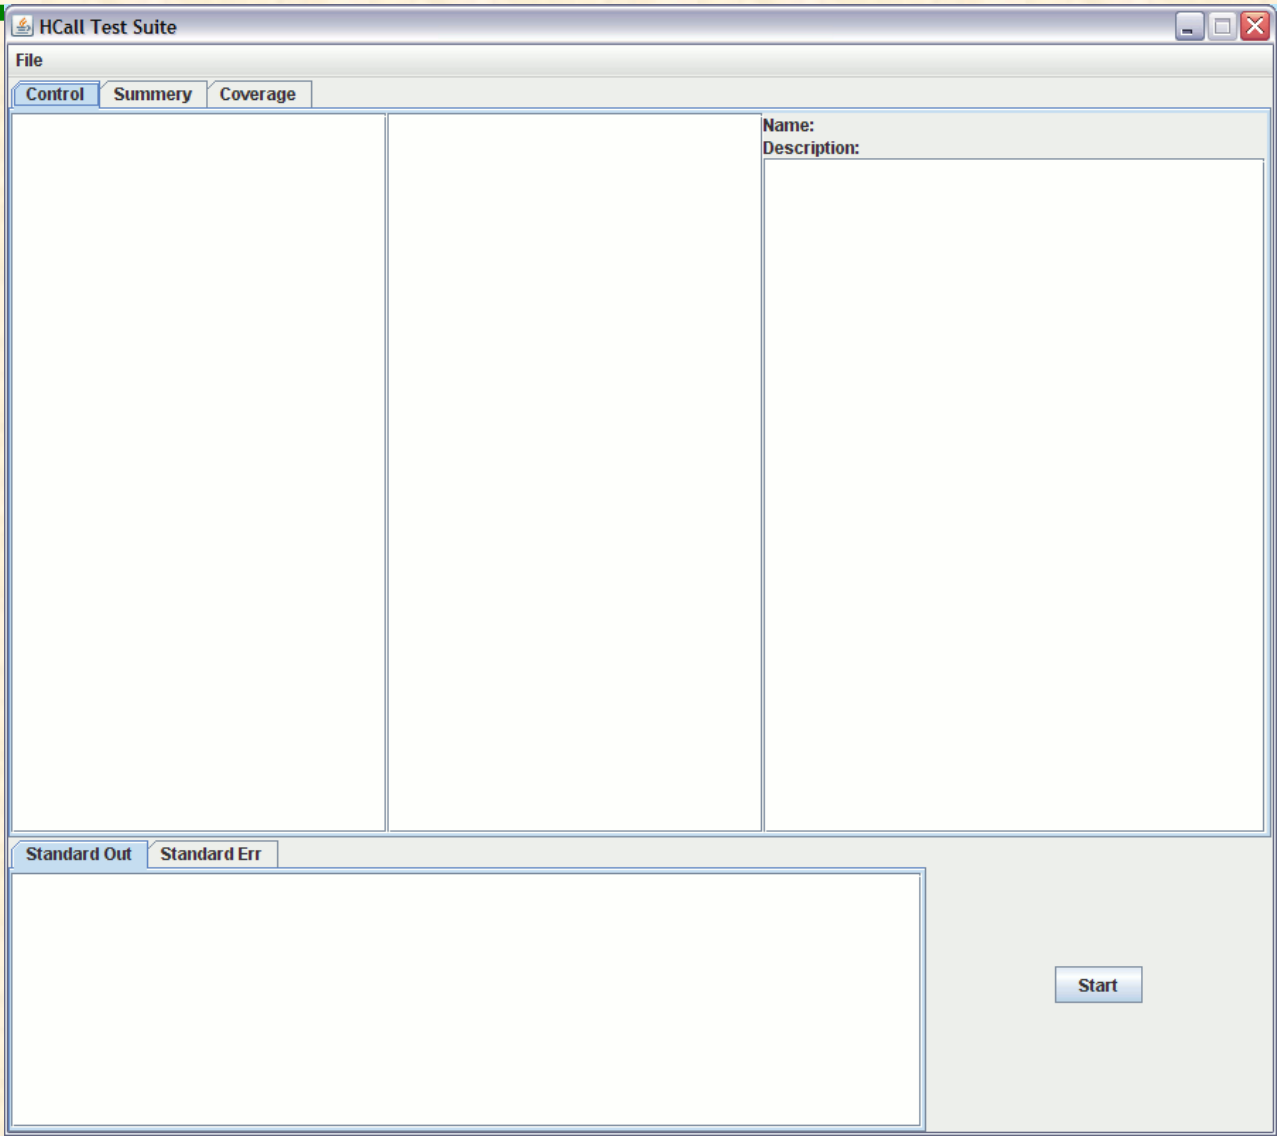 HCall Test Suite
File
Control Summery Coverage
Name:
Description:
Standard Out Standard Err
Start